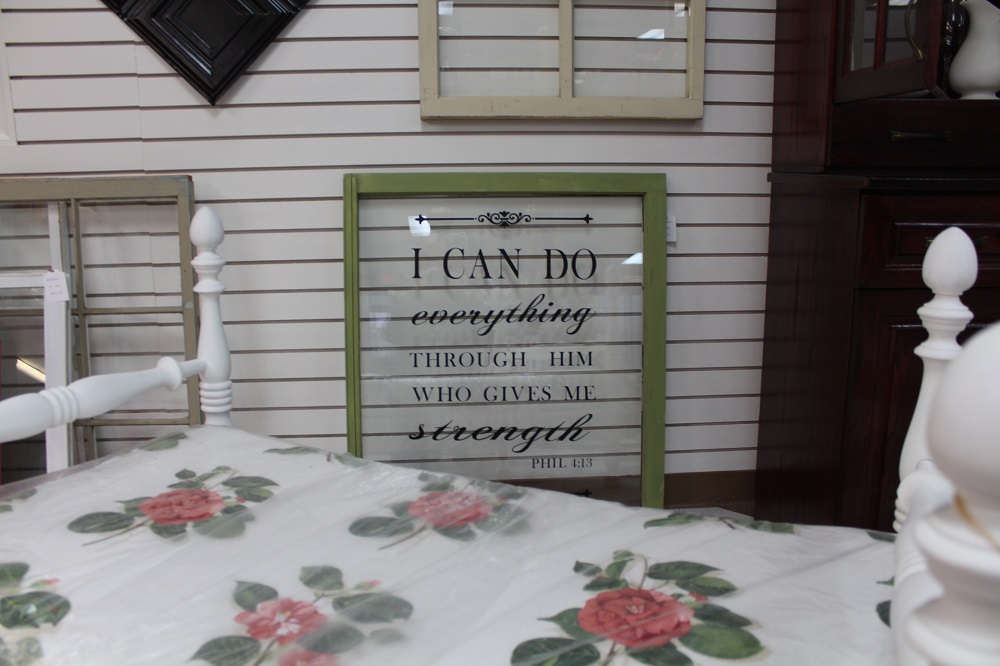 I CAN DO
everything
THROUGH HIM
WHO GIVES ME
strength
PHIL 4:13